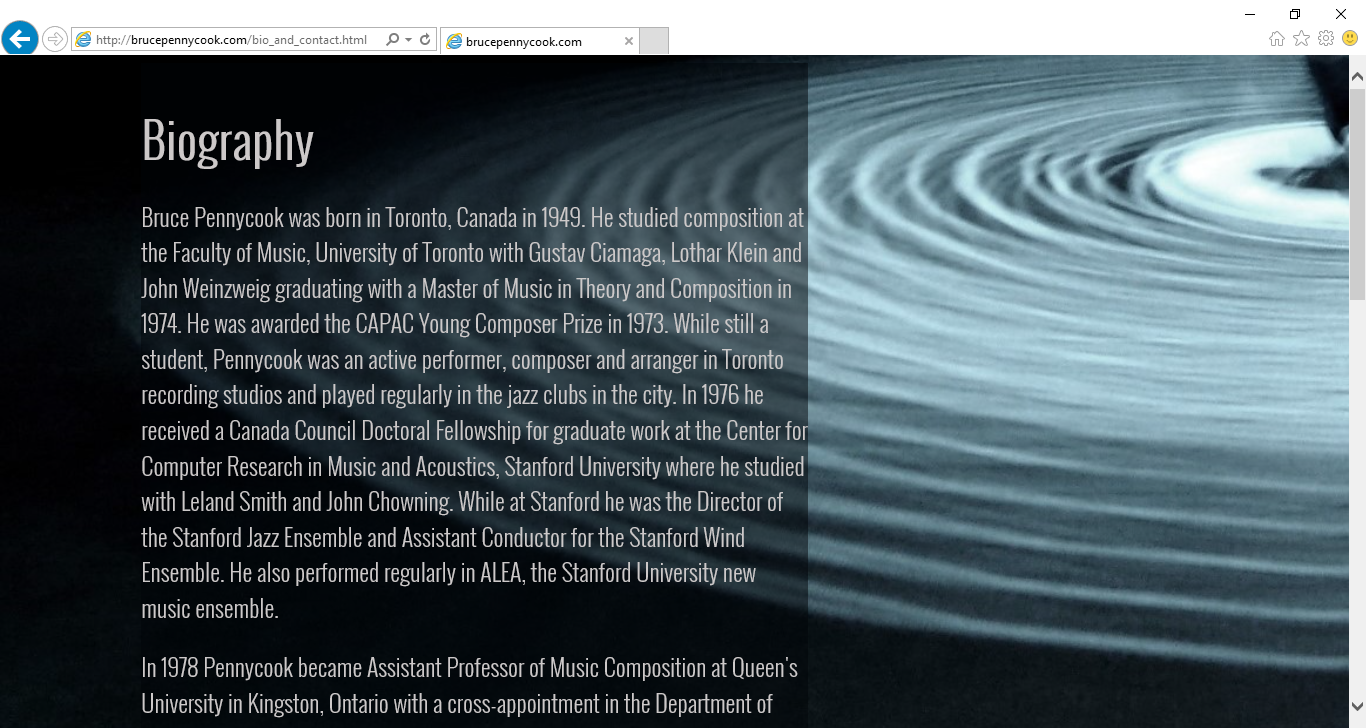 http://brucepennycook.com/bio_and_contact.html
brucepennycook.com
Biography
Bruce Pennycook was born in Toronto, Canada in 1949. He studied composition at
the Faculty of Music, University of Toronto with Gustav Ciamaga, Lothar Klein and
John Weinzweig graduating with a Master of Music in Theory and Composition in
1974. He was awarded the CAPAC Young Composer Prize in 1973. While still a
student, Pennycook was an active performer, composer and arranger in Toronto
recording studios and played regularly in the jazz clubs in the city. In 1976 he
received a Canada Council Doctoral Fellowship for graduate work at the Center for
Computer Research in Music and Acoustics, Stanford University where he studied
with Leland Smith and John Chowning. While at Stanford he was the Director of
the Stanford Jazz Ensemble and Assistant Conductor for the Stanford Wind
Ensemble. He also performed regularly in ALEA, the Stanford University new
music ensemble.
In 1978 Pennycook became Assistant Professor of Music Composition at Queen's
University in Kingston, Ontario with a cross-appointment in the Department of